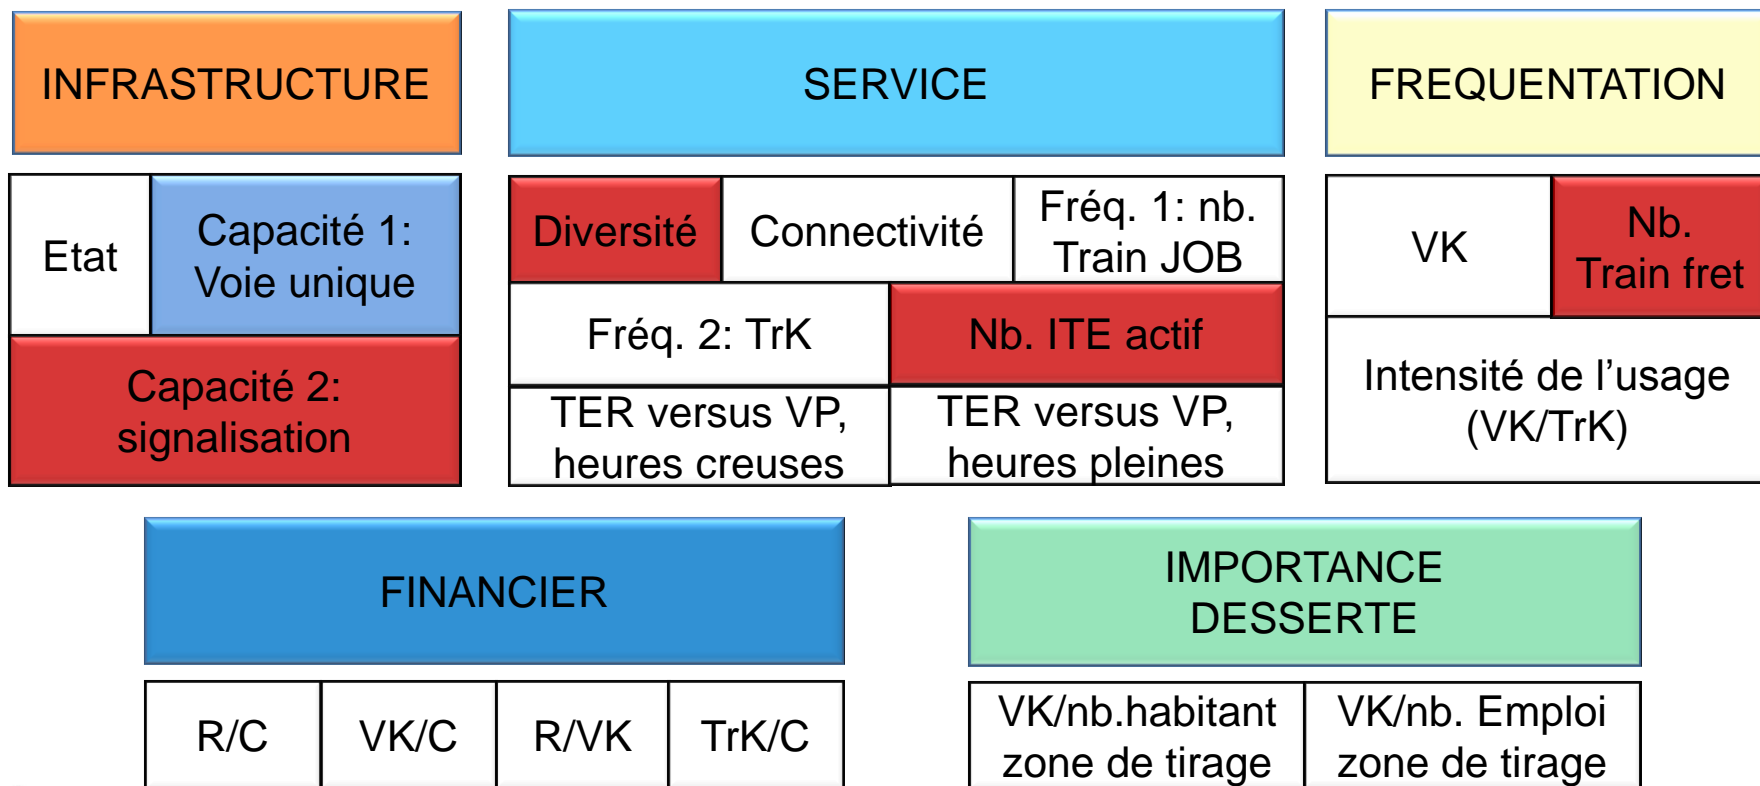 INFRASTRUCTURE
SERVICE
FREQUENTATION
Etat
Capacité 1:
Voie unique
Capacité 2:
signalisation
Diversité
Connectivité
Fréq. 1: nb.
Train JOB
Fréq. 2: TrK
Nb. ITE actif
TER versus VP,
heures creuses
TER versus VP,
heures pleines
VK
Nb.
Train fret
Intensité de l’usage
(VK/TrK)
FINANCIER
R/C
VK/C
R/VK
TrK/C
IMPORTANCE
DESSERTE
VK/nb.habitant
zone de tirage
VK/nb. Emploi
zone de tirage